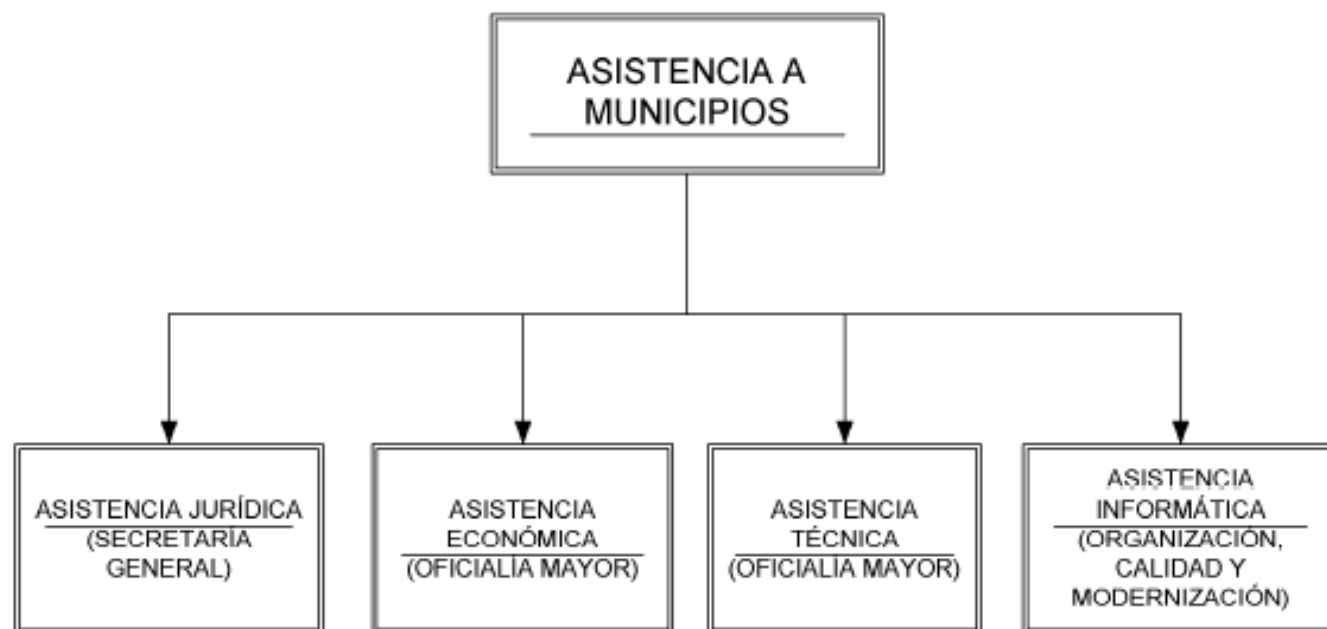 ASISTENCIA A
MUNICIPIOS
ASISTENCIA JURÍDICA
(SECRETARÍA
GENERAL)
ASISTENCIA
ECONÓMICA
(OFICIALÍA MAYOR)
ASISTENCIA
TÉCNICA
(OFICIALÍA MAYOR)
ASISTENCIA
INFORMÁTICA
(ORGANIZACIÓN,
CALIDAD Y
MODERNIZACIÓN)